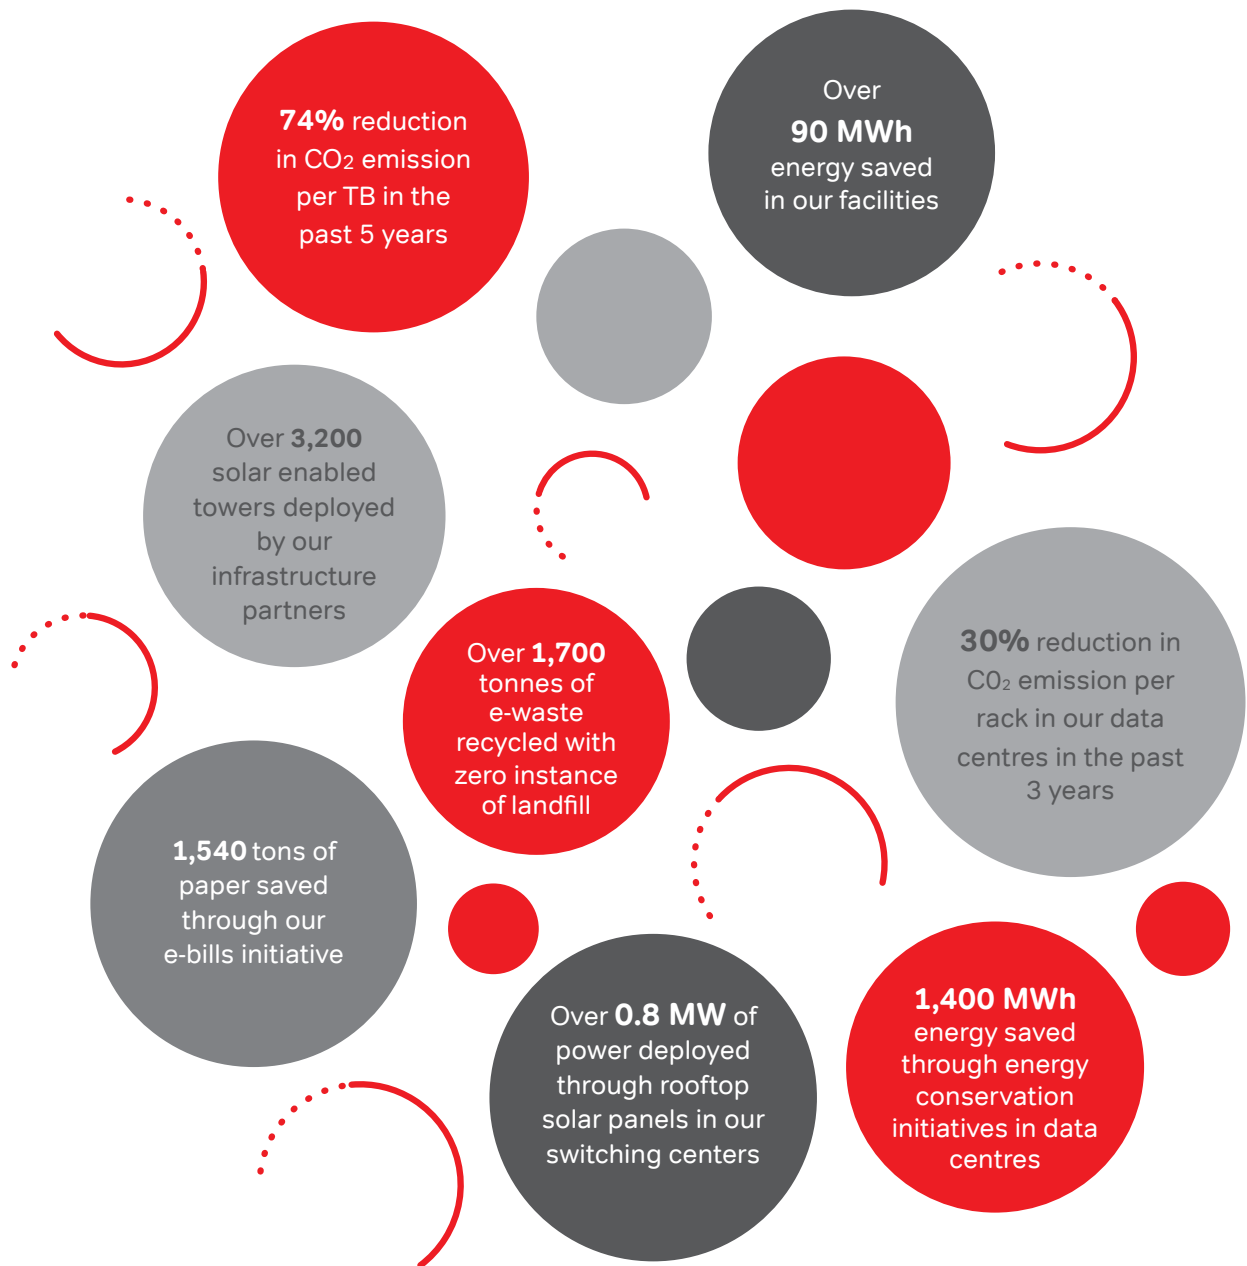 74% reduction
in CO₂ emission
per TB in the
past 5 years
Over
90 MWh
energy saved
in our facilities
Over 3,200
solar enabled
towers deployed
by our
infrastructure
partners
Over 1,700
tonnes of
e-waste
recycled with
zero instance
of landfill
30% reduction in
C0₂ emission per
rack in our data
centres in the past
3 years
1,540 tons of
paper saved
through our
e-bills initiative
Over 0.8 MW of
power deployed
through rooftop
solar panels in our
switching centers
1,400 MWh
energy saved
through energy
conservation
initiatives in data
centres